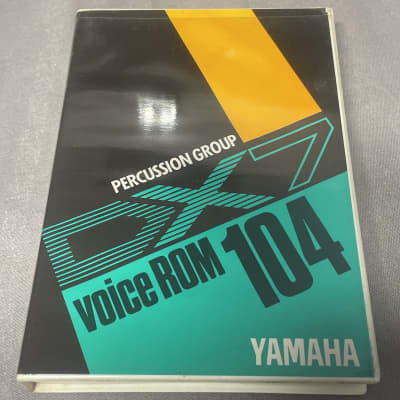 PERCUSSION GROUP
DX7
voice ROM 104
YAMAHA